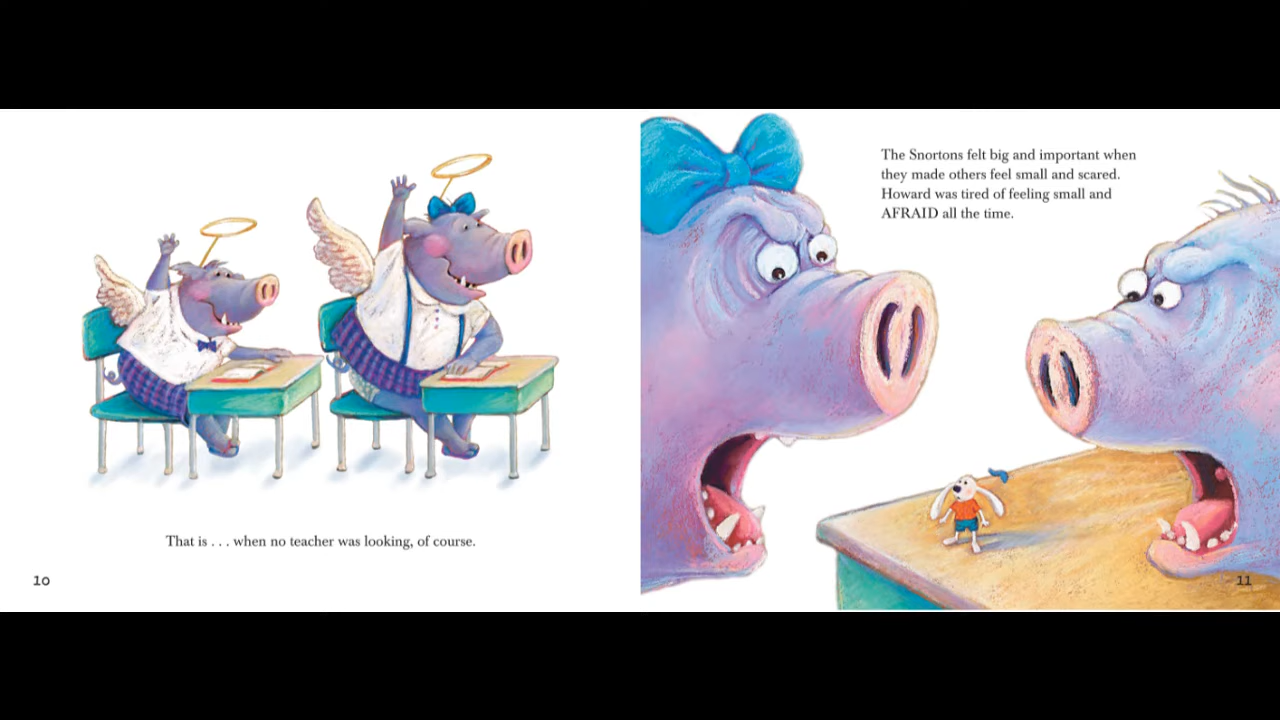 That is . . . when no teacher was looking, of course.
10
The Snortons felt big and important when
they made others feel small and scared.
Howard was tired of feeling small and
AFRAID all the time.
11